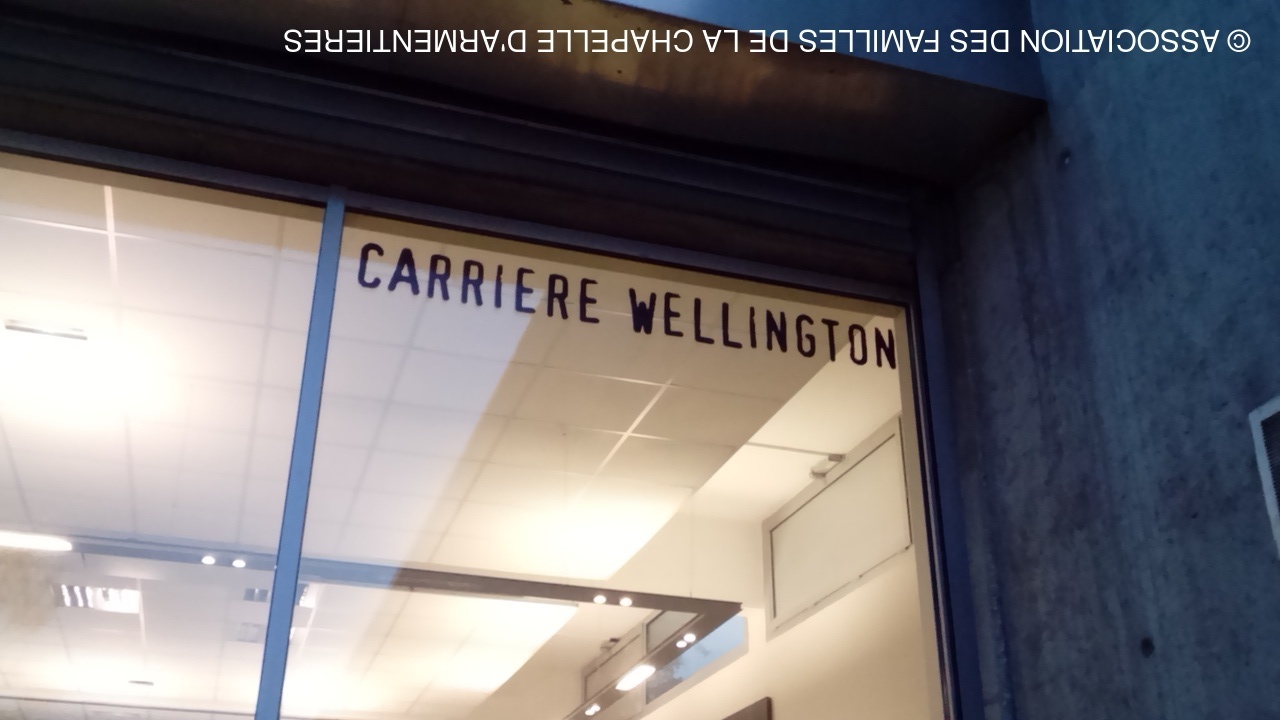 © ASSOCIATION DES FAMILLES DE LA CHAPELLE D'ARMENTIERES
CARRIERE WELLINGTON